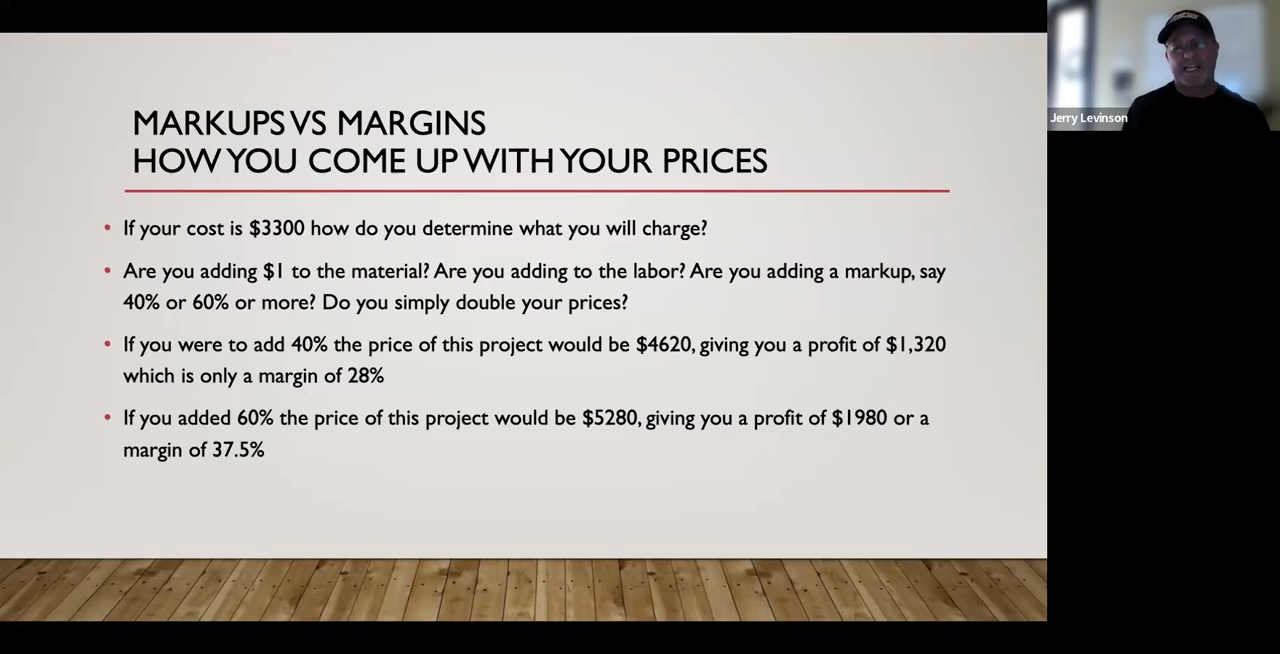 MARKUPS VS MARGINS
HOW YOU COME UP WITH YOUR PRICES
• If your cost is $3300 how do you determine what you will charge?
• Are you adding $1 to the material? Are you adding to the labor? Are you adding a markup, say
40% or 60% or more? Do you simply double your prices?
• If you were to add 40% the price of this project would be $4620, giving you a profit of $1,320
which is only a margin of 28%
• If you added 60% the price of this project would be $5280, giving you a profit of $1980 or a
margin of 37.5%
Jerry Levinson